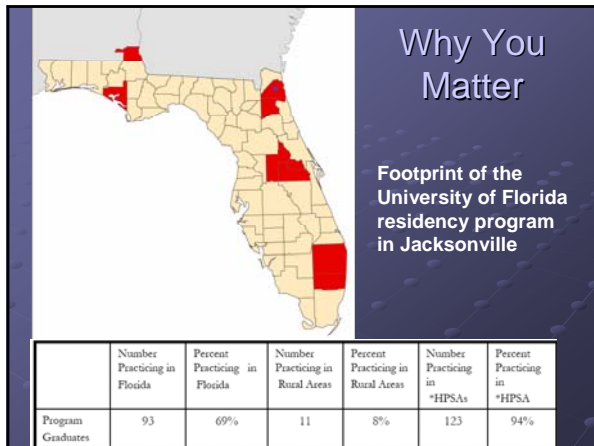 Why You
Matter
Footprint of the
University of Florida
residency program
in Jacksonville
Number Practicing in Florida
Percent Practicing in Florida
Number Practicing in Rural Areas
Percent Practicing in Rural Areas
Number Practicing in *HPSAs
Percent Practicing in *HPSA
Program Graduates
93
69%
11
8%
123
94%